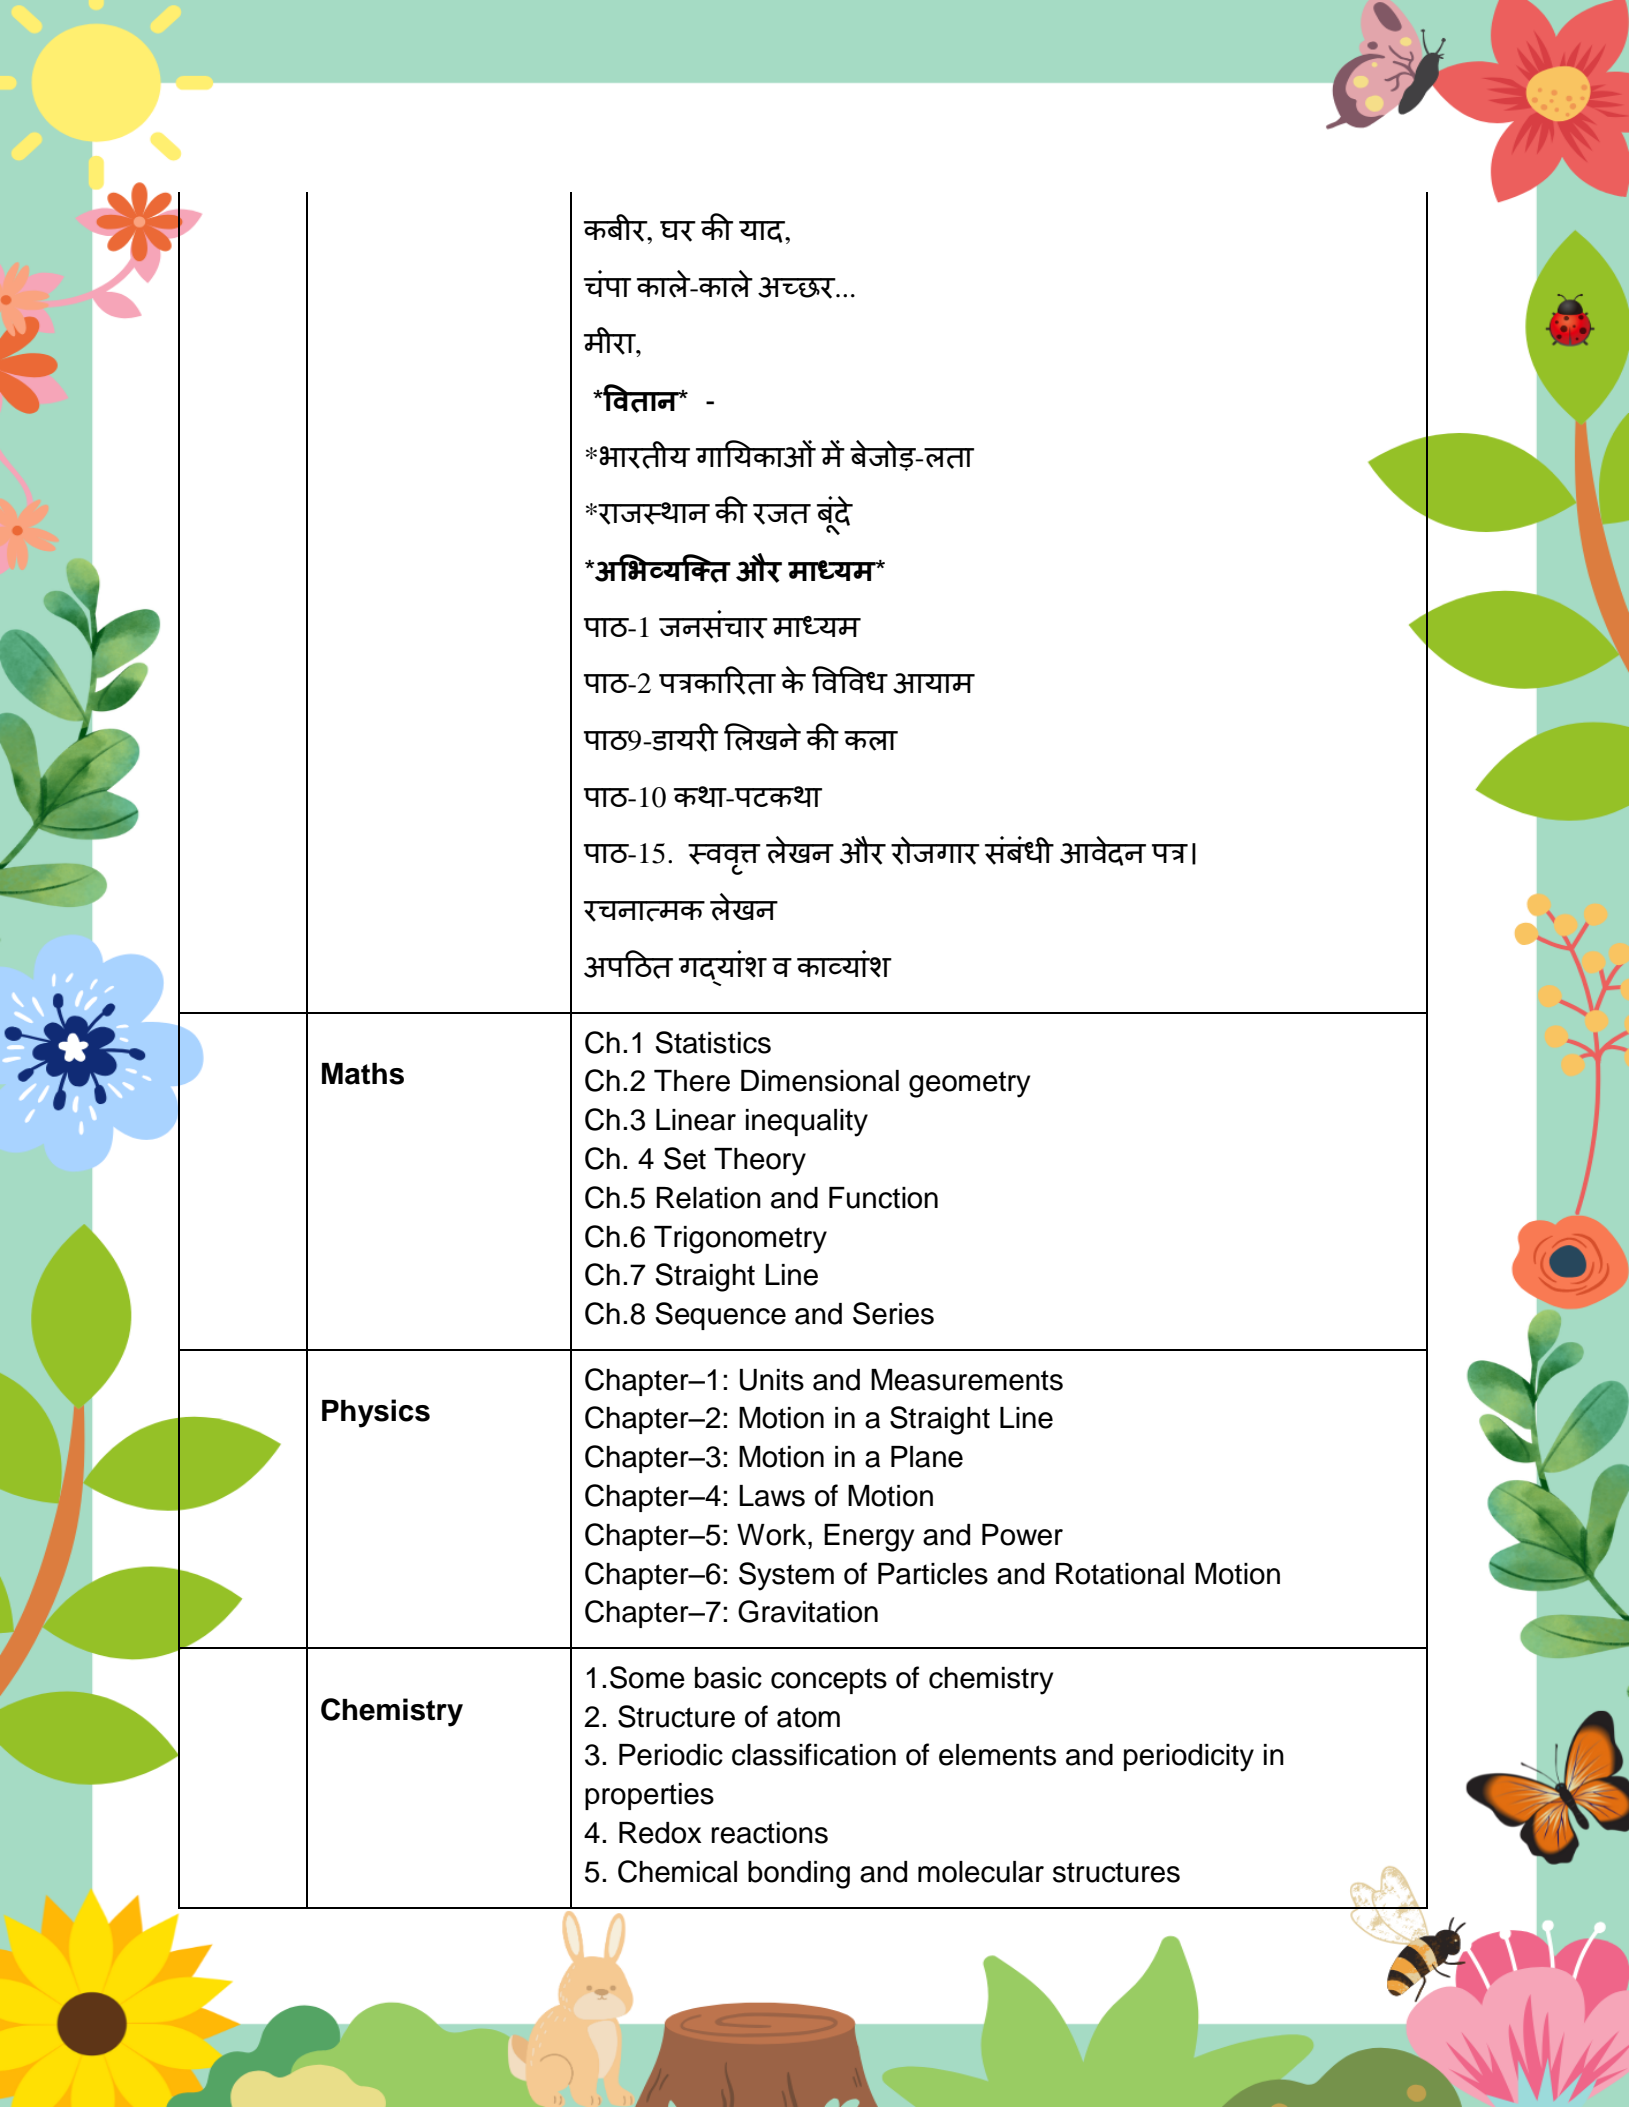 कबीर, घर की याद,
चंपा काले-काले अच्छर...
मीरा,
*वितान* -
*भारतीय गायिकाओं में बेजोड़-लता
*राजस्थान की रजत बूंदे
*अभिव्यक्ति और माध्यम*
पाठ-1 जनसंचार माध्यम
पाठ-2 पत्रकारिता के विविध आयाम
पाठ9-डायरी लिखने की कला
पाठ-10 कथा-पटकथा
पाठ-15. स्ववृत्त लेखन और रोजगार संबंधी आवेदन पत्र।
रचनात्मक लेखन
अपठित गद्यांश व काव्यांश
Maths
Ch.1 Statistics
Ch.2 There Dimensional geometry
Ch.3 Linear inequality
Ch. 4 Set Theory
Ch.5 Relation and Function
Ch.6 Trigonometry
Ch.7 Straight Line
Ch.8 Sequence and Series
Physics
Chapter–1: Units and Measurements
Chapter–2: Motion in a Straight Line
Chapter–3: Motion in a Plane
Chapter–4: Laws of Motion
Chapter–5: Work, Energy and Power
Chapter–6: System of Particles and Rotational Motion
Chapter–7: Gravitation
Chemistry
1.Some basic concepts of chemistry
2. Structure of atom
3. Periodic classification of elements and periodicity in
properties
4. Redox reactions
5. Chemical bonding and molecular structures